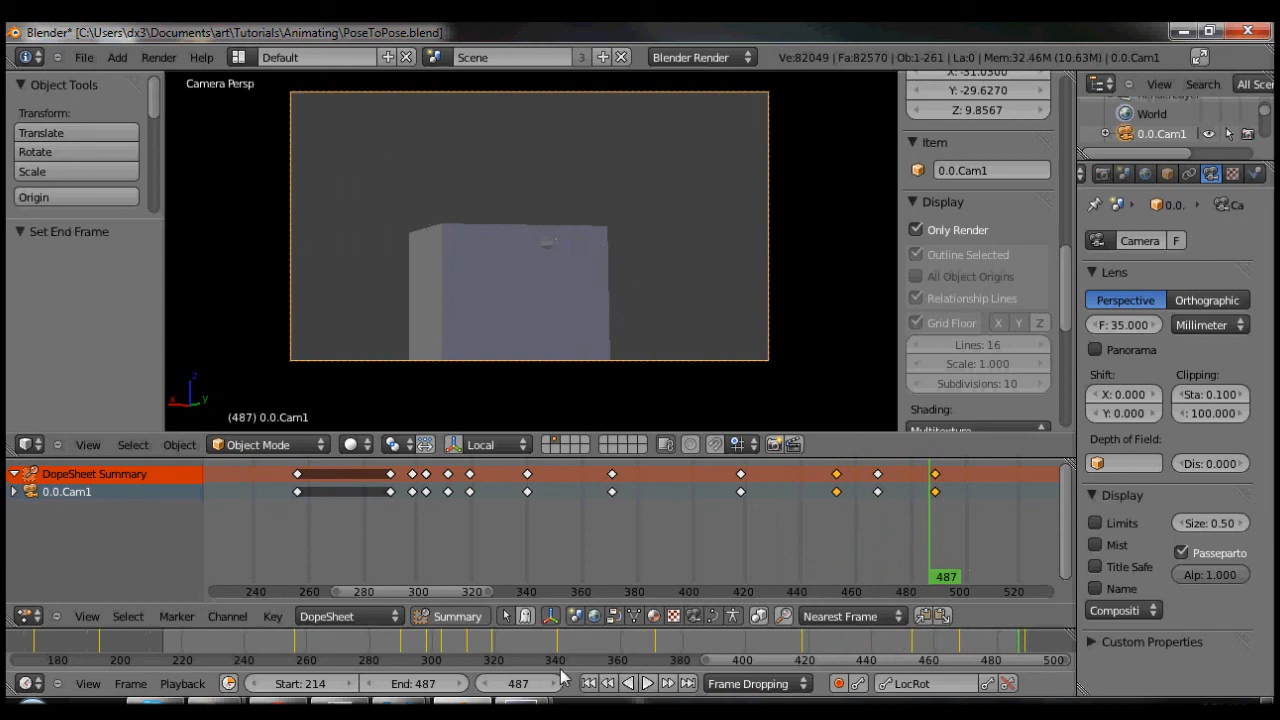 Blender* [C:\Users\dx3\Documents\art\Tutorials\Animating\PoseToPose.blend]
File Add Render Help Default Scene 3 Blender Render Ve:82049 | Fa:82570 | Ob:1-261 | La:0 | Mem:32.46M (10.63M) | 0.0.Cam1
Object Tools
Transform:
Translate
Rotate
Scale
Origin
Set End Frame
Camera Persp
z
x
y
(487) 0.0.Cam1
Y: -29.6270
Z: 9.8567
Item
0.0.Cam1
Display
Only Render
Outline Selected
All Object Origins
Relationship Lines
Grid Floor X Y Z
Lines: 16
Scale: 1.000
Subdivisions: 10
Shading:
View Search All Sce
World
0.0.Cam1
0.0. Ca
Camera F
Lens
Perspective Orthographic
F: 35.000 Millimeter
Panorama
Shift: Clipping:
X: 0.000 Sta: 0.100
Y: 0.000 : 100.000
Depth of Field:
Dis: 0.000
Display
Limits Size: 0.50
Mist Passeparto
Title Safe Alp: 1.000
Name
Compositi
Custom Properties
View Select Object Object Mode Local
DopeSheet Summary
0.0.Cam1
487
240 260 280 300 320 340 360 380 400 420 440 460 480 500 520
View Select Marker Channel Key DopeSheet Summary Nearest Frame
180 200 220 240 260 280 300 320 340 360 380 400 420 440 460 480 500
View Frame Playback Start: 214 End: 487 487 Frame Dropping LocRot